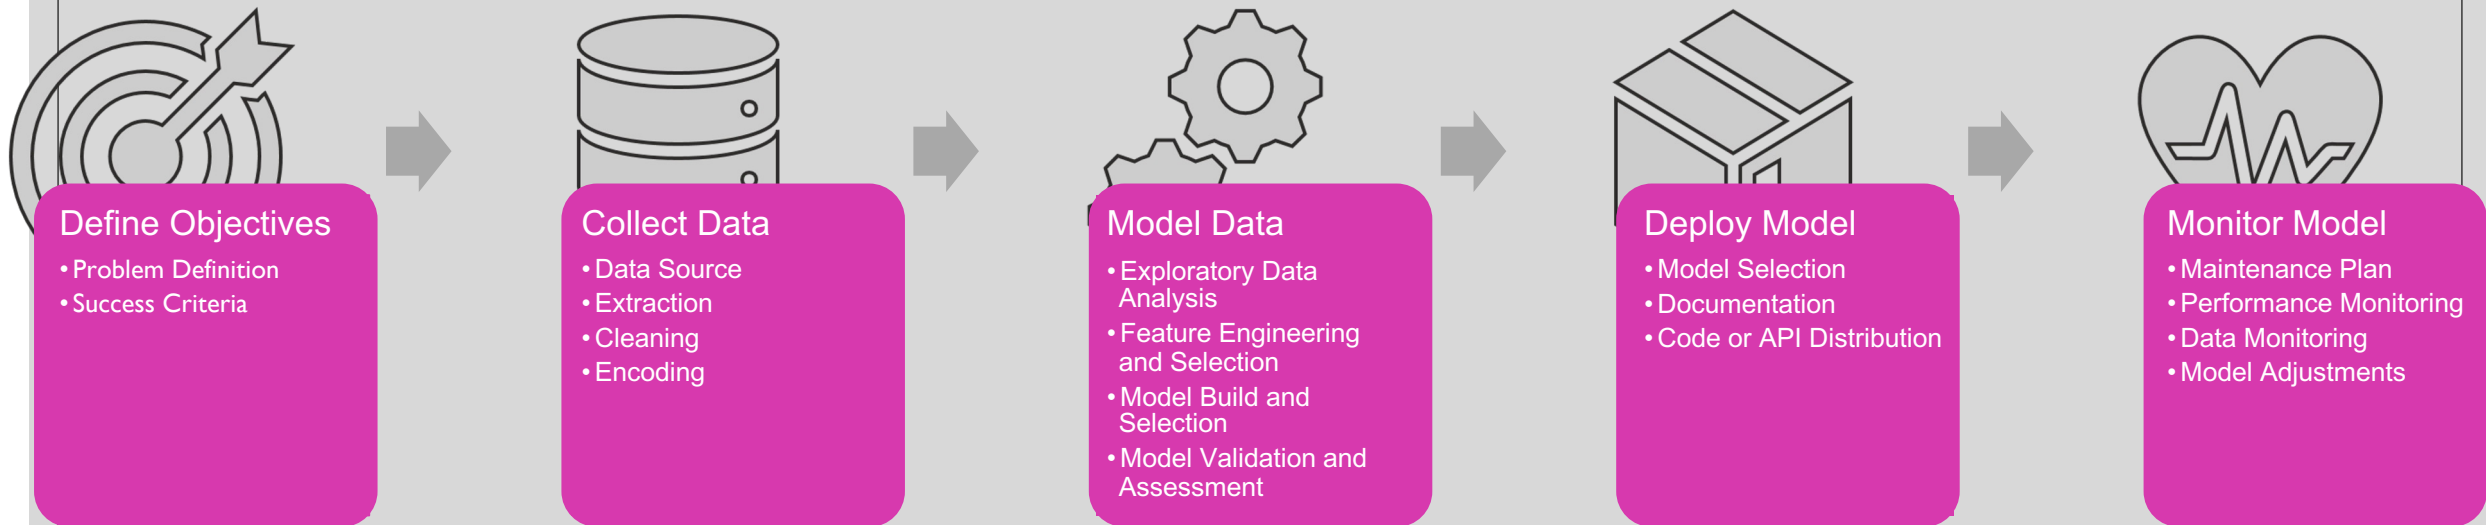 Define Objectives
•Problem Definition
•Success Criteria
Collect Data
•Data Source
•Extraction
•Cleaning
•Encoding
Model Data
•Exploratory Data
Analysis
•Feature Engineering
and Selection
•Model Build and
Selection
•Model Validation and
Assessment
Deploy Model
•Model Selection
•Documentation
•Code or API Distribution
Monitor Model
•Maintenance Plan
•Performance Monitoring
•Data Monitoring
•Model Adjustments